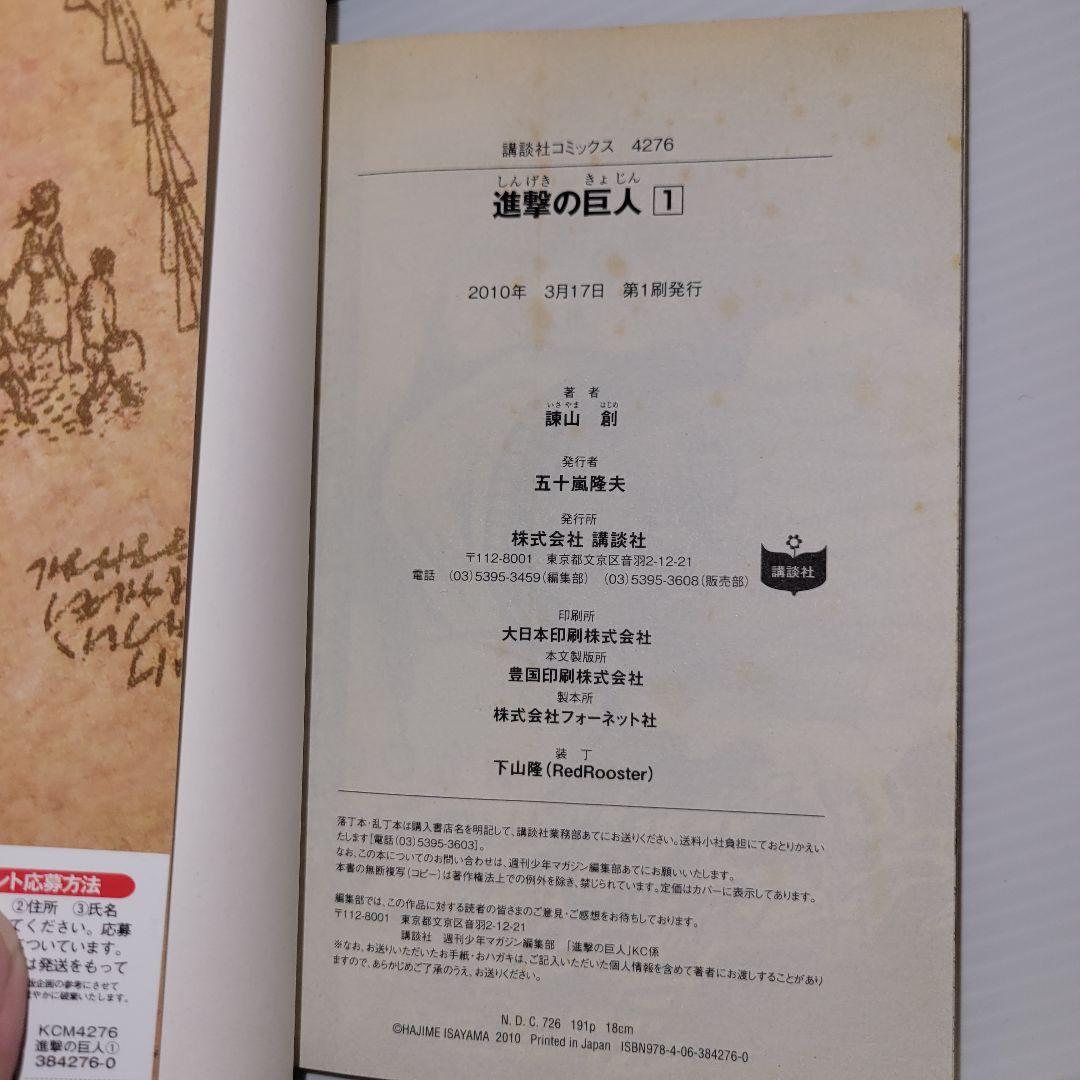 講談社コミックス 4276
しんげき きょじん
進撃の巨人 1
2010年 3月17日 第1刷発行
著 者
いさやま はじめ
諫山 創
発行者
五十嵐隆夫
発行所
株式会社 講談社
〒112-8001 東京都文京区音羽2-12-21
電話 (03)5395-3459(編集部) (03)5395-3608(販売部)
講談社
印刷所
大日本印刷株式会社
本文製版所
豊国印刷株式会社
製本所
株式会社フォーネット社
装 丁
下山隆(RedRooster)
落丁本・乱丁本は購入書店名を明記して、講談社業務部あてにお送りください。送料小社負担にておとりかえい
たします[電話(03)5395-3603]。
なお、この本についてのお問い合わせは、週刊少年マガジン編集部あてにお願いいたします。
本書の無断複写(コピー)は著作権法上での例外を除き、禁じられています。定価はカバーに表示してあります。
編集部では、この作品に対する読者の皆さまのご意見・ご感想をお待ちしております。
〒112-8001 東京都文京区音羽2-12-21
講談社 週刊少年マガジン編集部 「進撃の巨人」KC係
※なお、お送りいただいたお手紙・おハガキは、ご記入いただいた個人情報を含めて著者にお渡しすることがあり
ますので、あらかじめご了承のうえ、お送りください。
N. D. C. 726 191p 18cm
©HAJIME ISAYAMA 2010 Printed in Japan ISBN978-4-06-384276-0
ント応募方法
②住所 ③氏名
てください。応募
についています。
は発送をもって
版企画の参考にさせて
やかに破棄いたします。
KCM4276
進撃の巨人①
384276-0